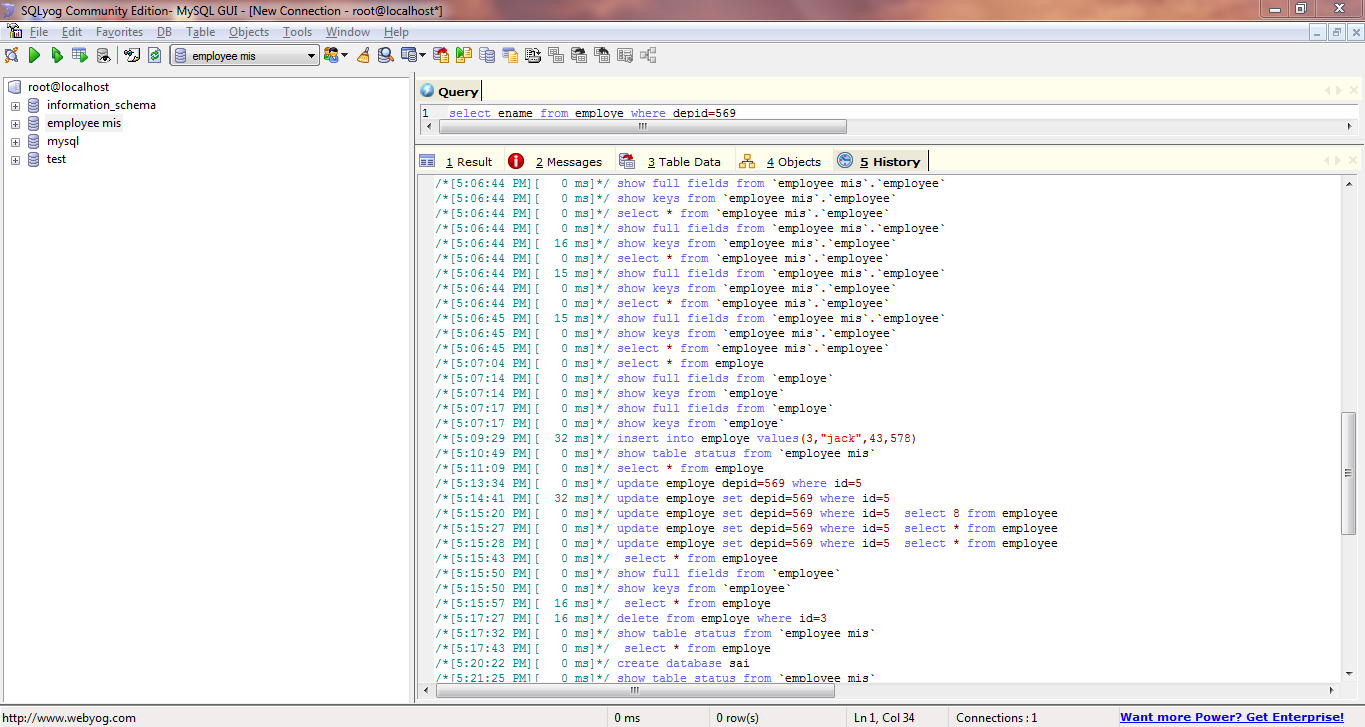 SQLyog Community Edition- MySQL GUI - [New Connection - root@localhost*]
File Edit Favorites DB Table Objects Tools Window Help
employee mis
root@localhost
information_schema
employee mis
mysql
test
Query
1 select ename from employe where depid=569
1 Result 2 Messages 3 Table Data 4 Objects 5 History
/*[5:06:44 PM][   0 ms]*/ show full fields from `employee mis`.`employee`
/*[5:06:44 PM][   0 ms]*/ show keys from `employee mis`.`employee`
/*[5:06:44 PM][   0 ms]*/ select * from `employee mis`.`employee`
/*[5:06:44 PM][   0 ms]*/ show full fields from `employee mis`.`employee`
/*[5:06:44 PM][  16 ms]*/ show keys from `employee mis`.`employee`
/*[5:06:44 PM][   0 ms]*/ select * from `employee mis`.`employee`
/*[5:06:44 PM][  15 ms]*/ show full fields from `employee mis`.`employee`
/*[5:06:44 PM][   0 ms]*/ show keys from `employee mis`.`employee`
/*[5:06:44 PM][   0 ms]*/ select * from `employee mis`.`employee`
/*[5:06:45 PM][  15 ms]*/ show full fields from `employee mis`.`employee`
/*[5:06:45 PM][   0 ms]*/ show keys from `employee mis`.`employee`
/*[5:06:45 PM][   0 ms]*/ select * from `employee mis`.`employee`
/*[5:07:04 PM][   0 ms]*/ select * from employe
/*[5:07:14 PM][   0 ms]*/ show full fields from `employe`
/*[5:07:14 PM][   0 ms]*/ show keys from `employe`
/*[5:07:17 PM][   0 ms]*/ show full fields from `employe`
/*[5:07:17 PM][   0 ms]*/ show keys from `employe`
/*[5:09:29 PM][  32 ms]*/ insert into employe values(3,"jack",43,578)
/*[5:10:49 PM][   0 ms]*/ show table status from `employee mis`
/*[5:11:09 PM][   0 ms]*/ select * from employe
/*[5:13:34 PM][   0 ms]*/ update employe depid=569 where id=5
/*[5:14:41 PM][  32 ms]*/ update employe set depid=569 where id=5
/*[5:15:20 PM][   0 ms]*/ update employe set depid=569 where id=5  select 8 from employee
/*[5:15:27 PM][   0 ms]*/ update employe set depid=569 where id=5  select * from employee
/*[5:15:28 PM][   0 ms]*/ update employe set depid=569 where id=5  select * from employee
/*[5:15:43 PM][   0 ms]*/  select * from employee
/*[5:15:50 PM][   0 ms]*/ show full fields from `employee`
/*[5:15:50 PM][   0 ms]*/ show keys from `employee`
/*[5:15:57 PM][  16 ms]*/  select * from employe
/*[5:17:27 PM][  16 ms]*/ delete from employe where id=3
/*[5:17:32 PM][   0 ms]*/ show table status from `employee mis`
/*[5:17:43 PM][   0 ms]*/  select * from employe
/*[5:20:22 PM][   0 ms]*/ create database sai
/*[5:21:25 PM][   0 ms]*/ show table status from `employee mis`
http://www.webyog.com 0 ms 0 row(s) Ln 1, Col 34 Connections : 1 Want more Power? Get Enterprise!